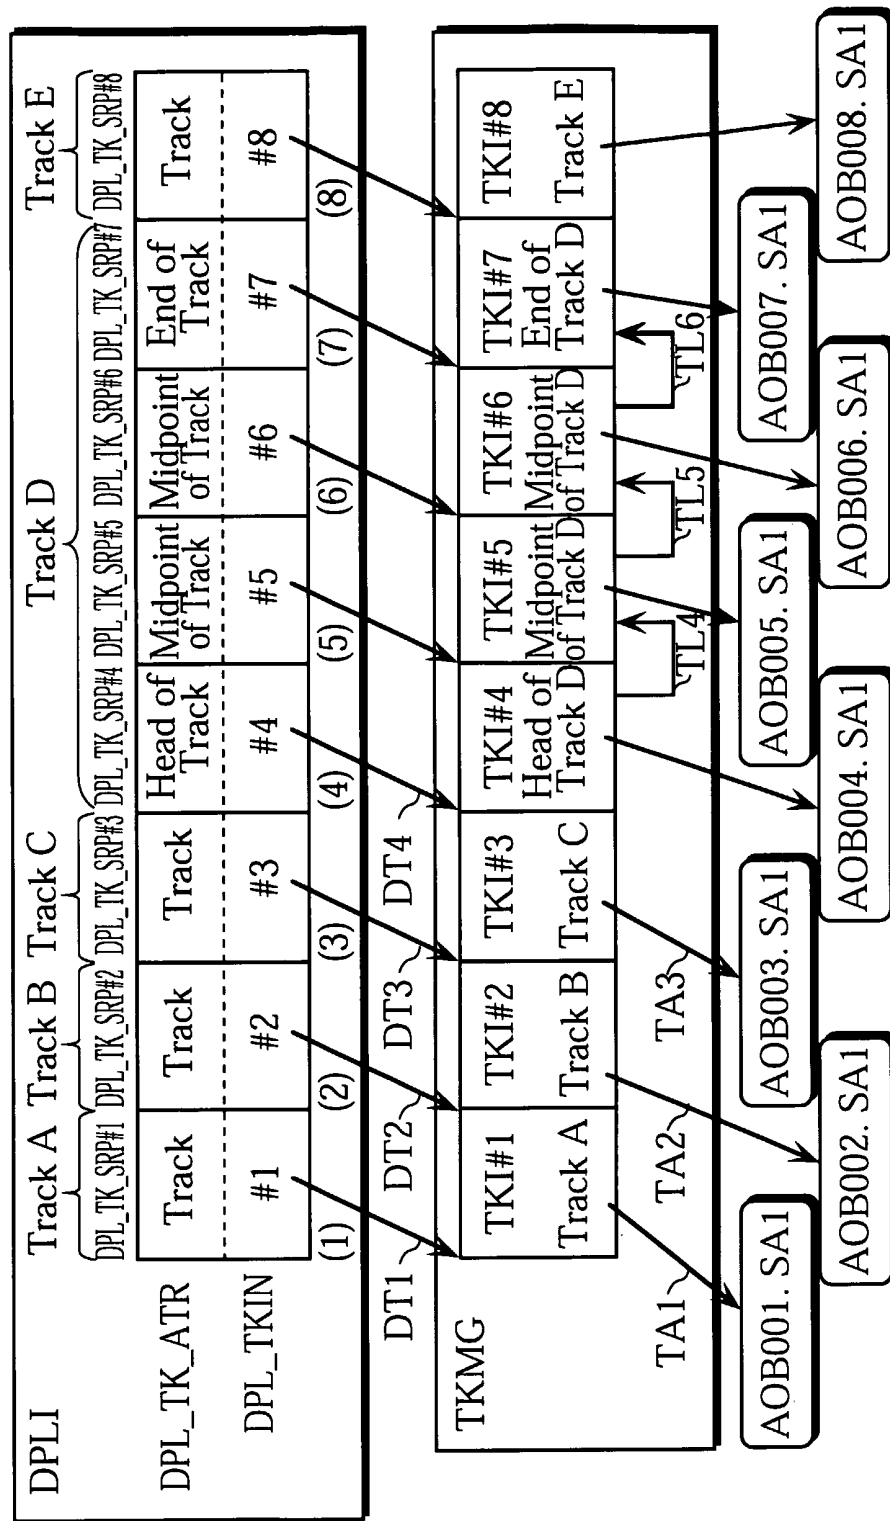 DPLI
Track A
Track B
Track C
Track D
Track E
DPL_TK_SRP#1
DPL_TK_SRP#2
DPL_TK_SRP#3
DPL_TK_SRP#4
DPL_TK_SRP#5
DPL_TK_SRP#6
DPL_TK_SRP#7
DPL_TK_SRP#8
DPL_TK_ATR
Track
Track
Track
Head of
Track
Midpoint
of Track
Midpoint
of Track
End of
Track
Track
DPL_TKIN
#1
#2
#3
#4
#5
#6
#7
#8
(1)
(2)
(3)
(4)
(5)
(6)
(7)
(8)
DT1
DT2
DT3
DT4
TKMG
TKI#1
Track A
TKI#2
Track B
TKI#3
Track C
TKI#4
Head of
Track D
TKI#5
Midpoint
of Track D
TKI#6
Midpoint
of Track D
TKI#7
End of
Track D
TKI#8
Track E
TL4
TL5
TL6
TA1
TA2
TA3
AOB001. SA1
AOB002. SA1
AOB003. SA1
AOB004. SA1
AOB005. SA1
AOB006. SA1
AOB007. SA1
AOB008. SA1